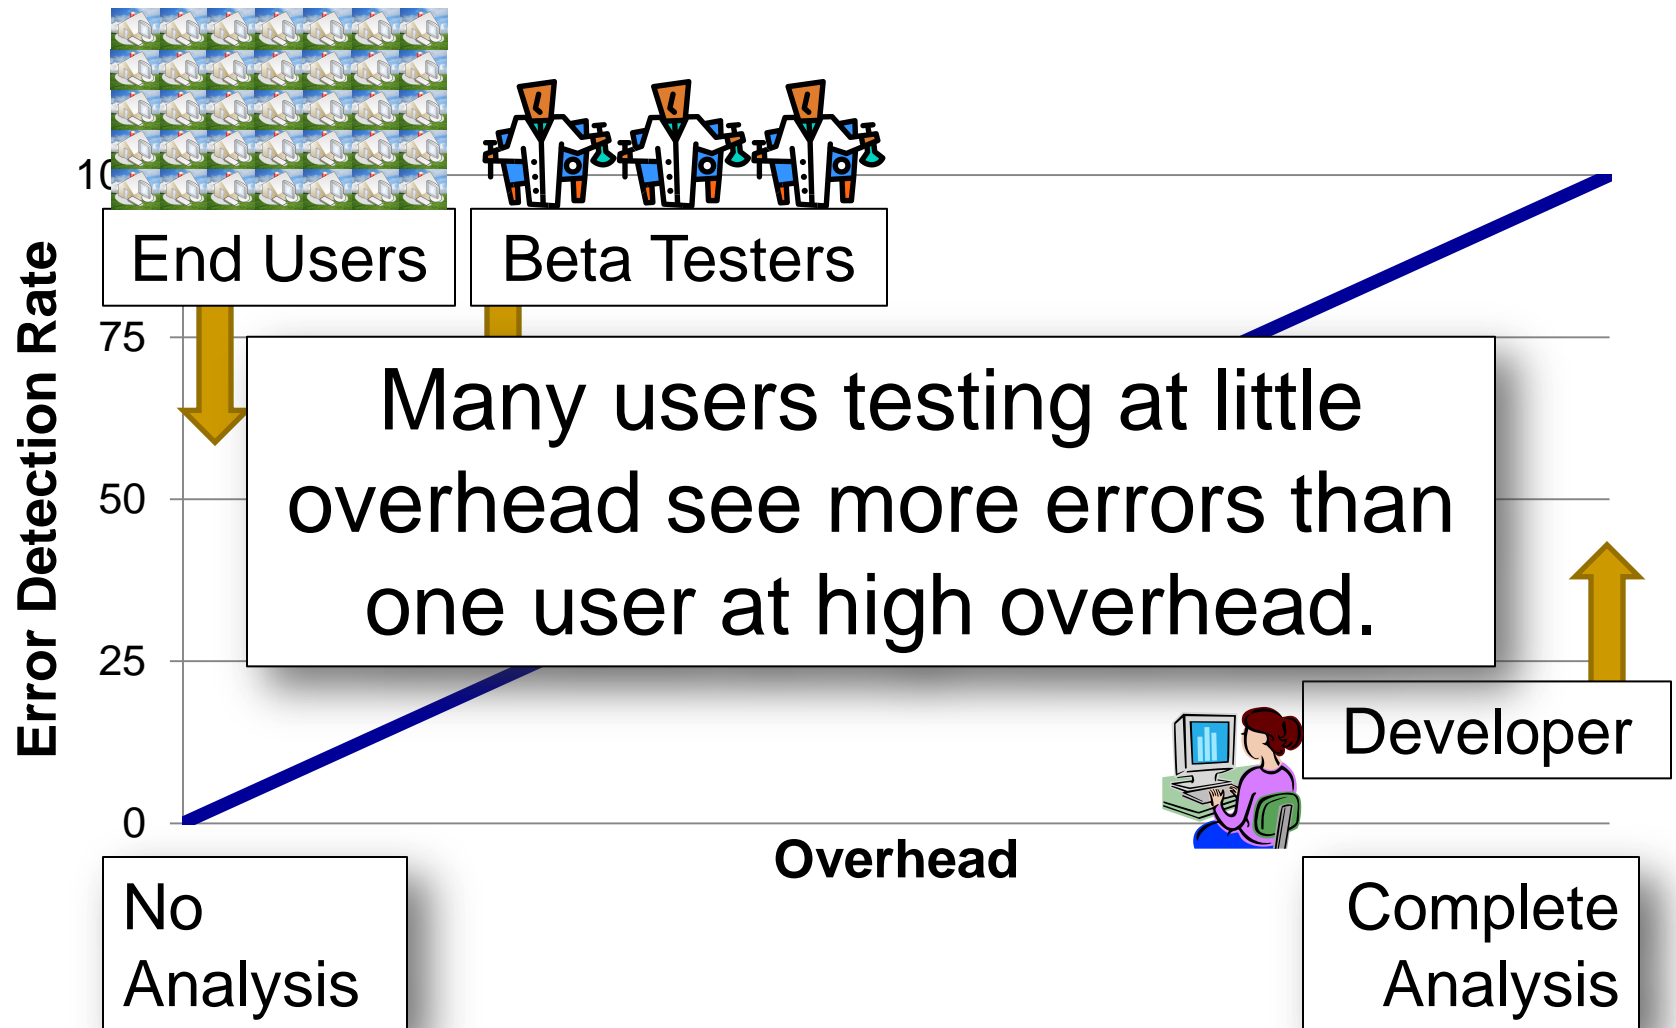 End Users
Beta Testers
Error Detection Rate
75
Many users testing at little
overhead see more errors than
one user at high overhead.
50
25
Developer
0
Overhead
No
Analysis
Complete
Analysis